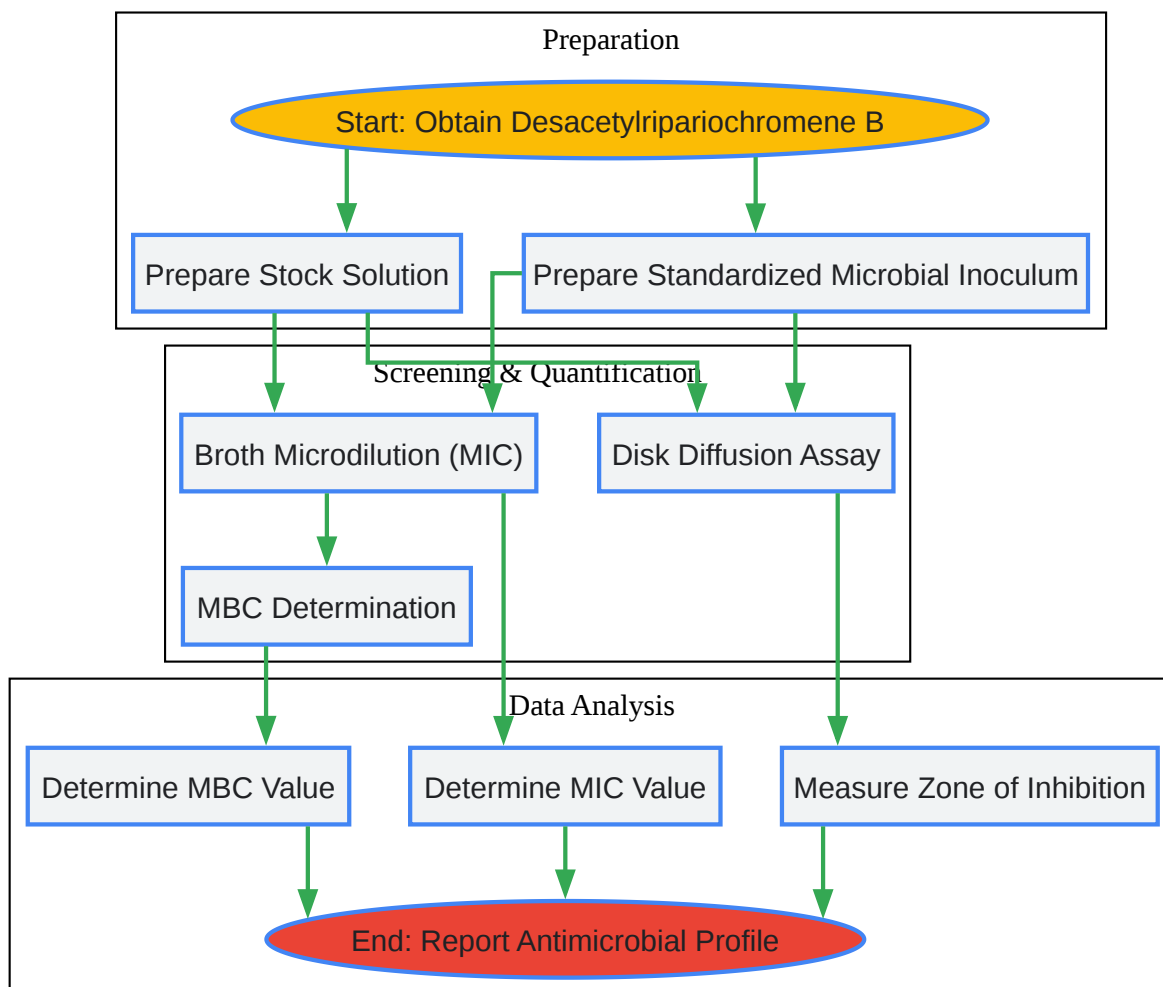 Preparation
Start: Obtain Desacetylripariochromene B
Prepare Stock Solution
Prepare Standardized Microbial Inoculum
Screening & Quantification
Broth Microdilution (MIC)
Disk Diffusion Assay
MBC Determination
Data Analysis
Determine MBC Value
Determine MIC Value
Measure Zone of Inhibition
End: Report Antimicrobial Profile